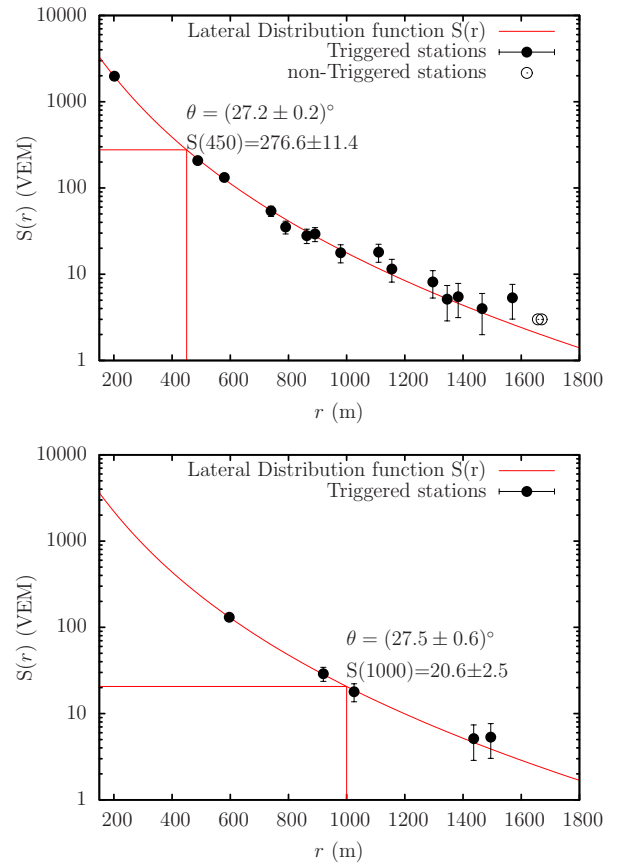 10000
1000
100
10
1
200 400 600 800 1000 1200 1400 1600 1800
S(r) (VEM)
r (m)
Lateral Distribution function S(r)
Triggered stations
non-Triggered stations
θ = (27.2 ± 0.2)°
S(450)=276.6±11.4
10000
1000
100
10
1
200 400 600 800 1000 1200 1400 1600 1800
S(r) (VEM)
r (m)
Lateral Distribution function S(r)
Triggered stations
θ = (27.5 ± 0.6)°
S(1000)=20.6±2.5